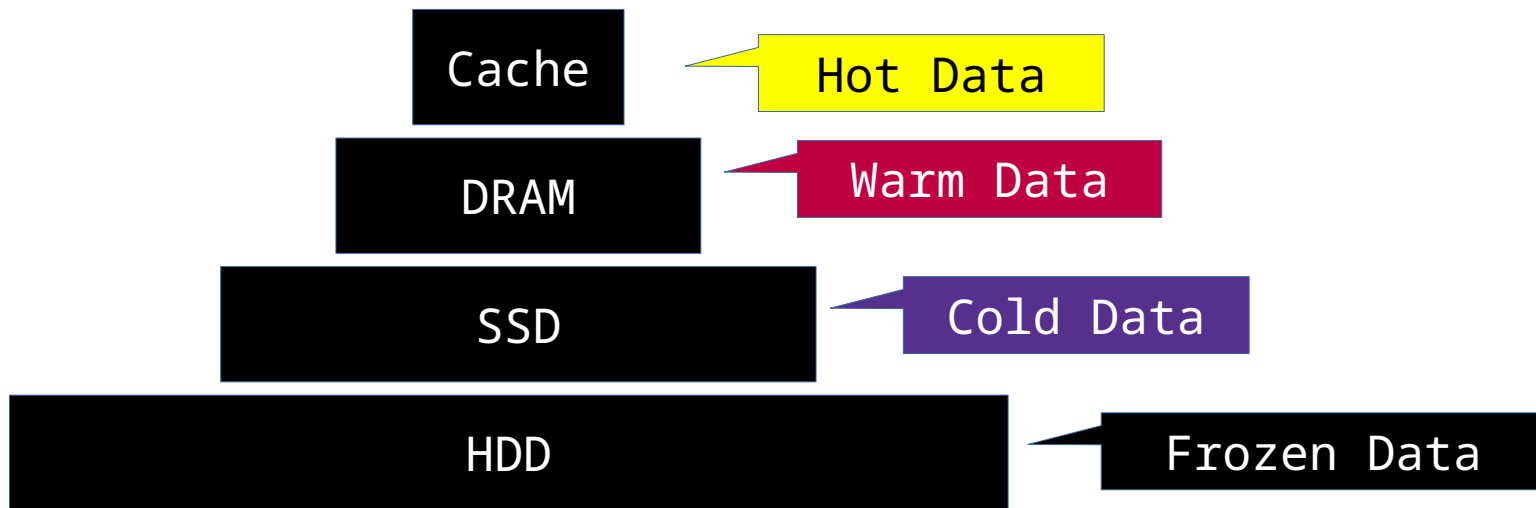 Cache
Hot Data
DRAM
Warm Data
SSD
Cold Data
HDD
Frozen Data